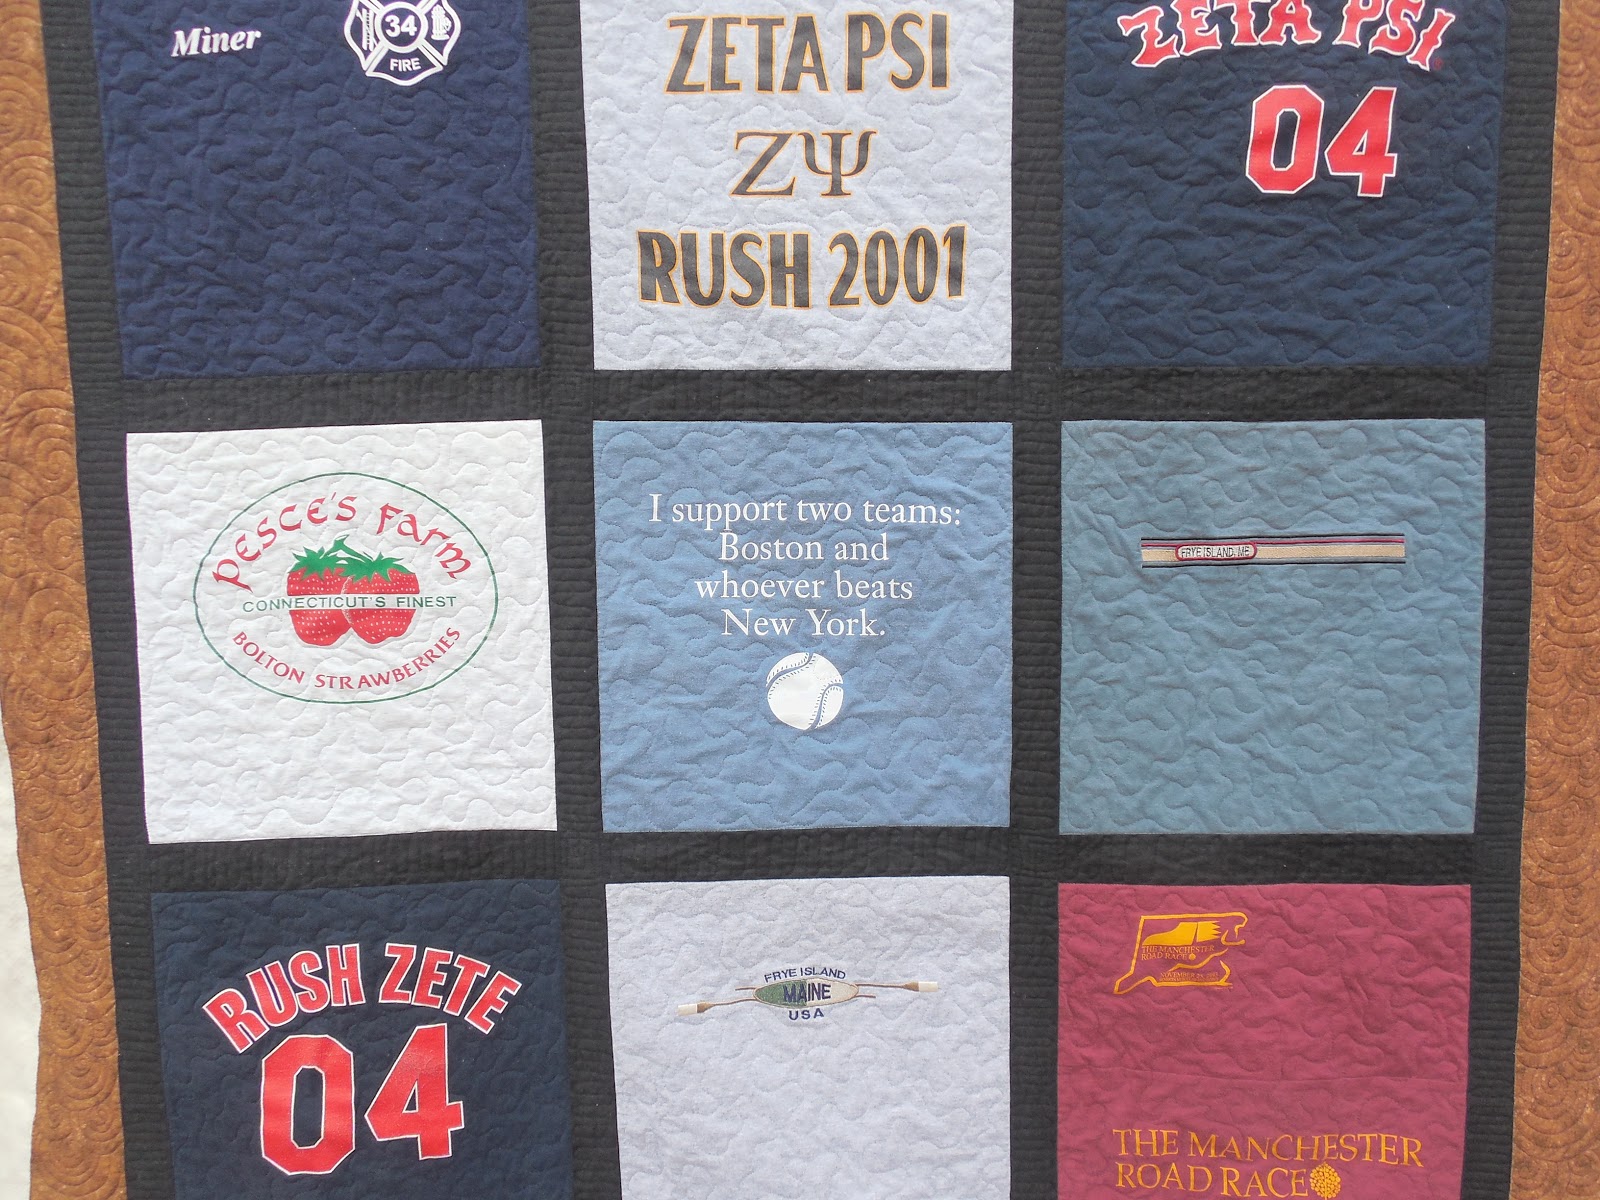 Miner
34
FIRE
ZETA PSI
ΖΨ
RUSH 2001
ZETA PSI
04
PESCE'S FARM
CONNECTICUT'S FINEST
BOLTON STRAWBERRIES
I support two teams:
Boston and
whoever beats
New York.
FRYE ISLAND, ME
RUSH ZETE
04
FRYE ISLAND
MAINE
USA
THE MANCHESTER
ROAD RACE
THE MANCHESTER
ROAD RACE